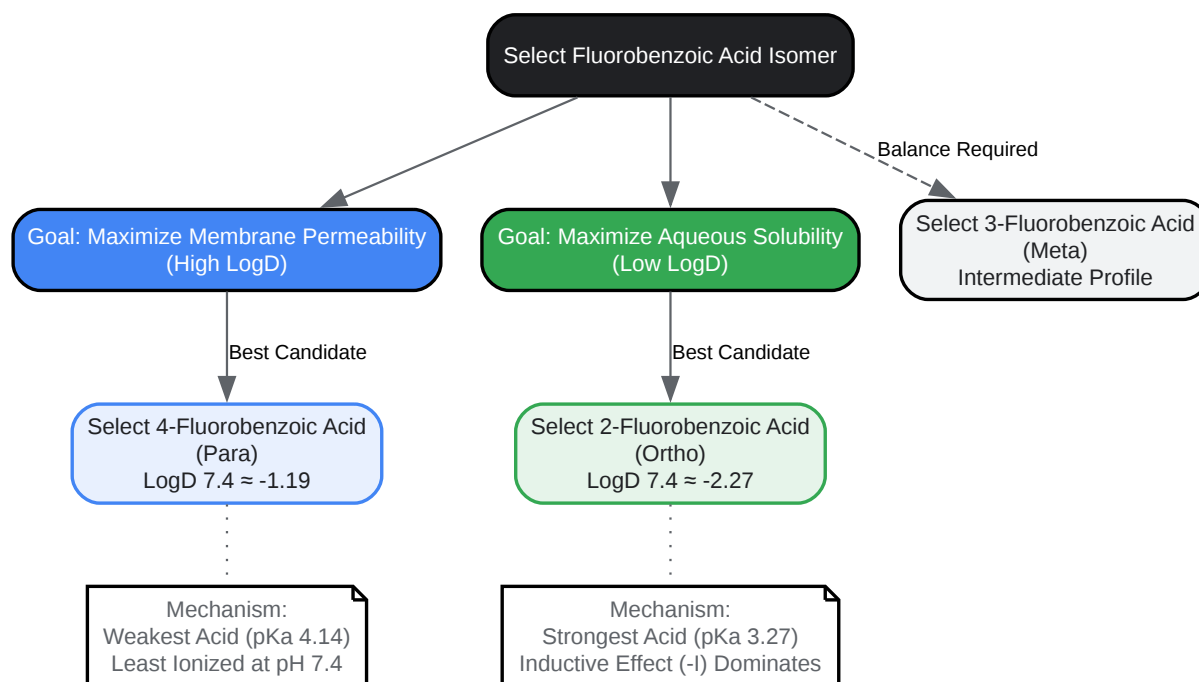 Select Fluorobenzoic Acid Isomer
Balance Required
Goal: Maximize Membrane Permeability
(High LogD)
Goal: Maximize Aqueous Solubility
(Low LogD)
Select 3-Fluorobenzoic Acid
(Meta)
Intermediate Profile
Best Candidate
Best Candidate
Select 4-Fluorobenzoic Acid
(Para)
LogD 7.4 ≈ -1.19
Select 2-Fluorobenzoic Acid
(Ortho)
LogD 7.4 ≈ -2.27
Mechanism:
Weakest Acid (pKa 4.14)
Least Ionized at pH 7.4
Mechanism:
Strongest Acid (pKa 3.27)
Inductive Effect (-I) Dominates